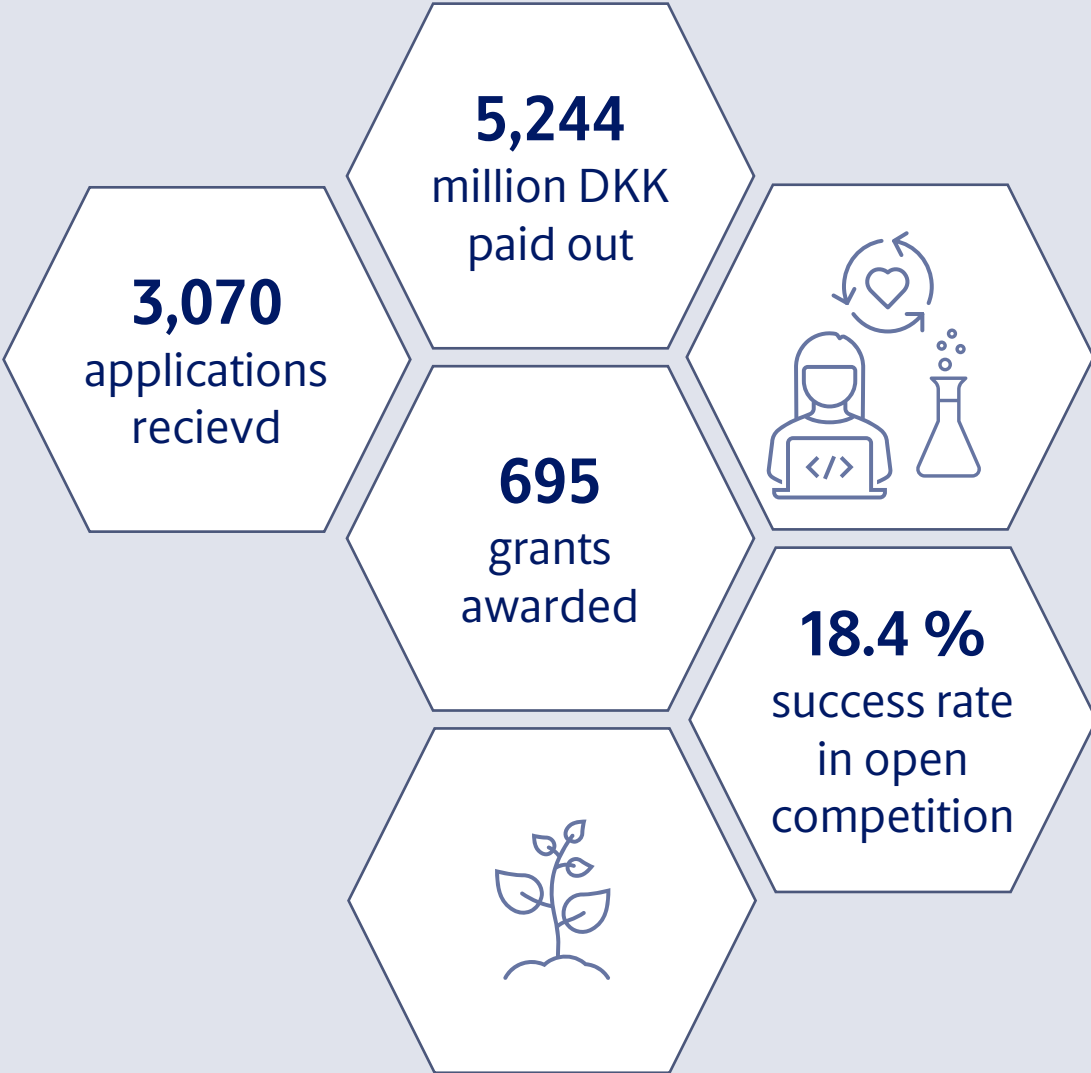 5,244
million DKK
paid out
3,070
applications
recievd
695
grants
awarded
</>
18.4 %
success rate
in open
competition